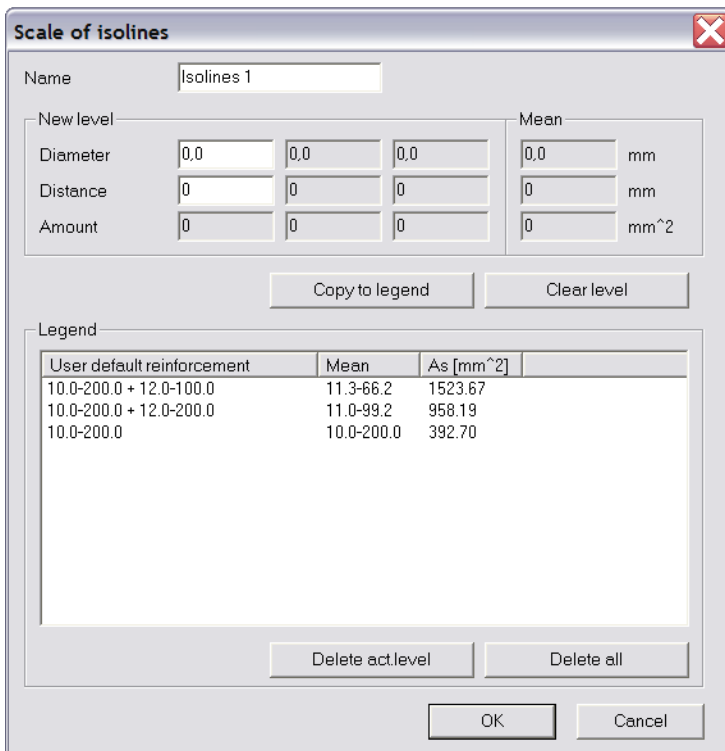 Scale of isolines
Name Isolines 1
New level Mean
Diameter 0,0 0,0 0,0 0,0 mm
Distance 0 0 0 0 mm
Amount 0 0 0 0 mm^2
Copy to legend Clear level
Legend
User default reinforcement Mean As [mm^2]
10.0-200.0 + 12.0-100.0 11.3-66.2 1523.67
10.0-200.0 + 12.0-200.0 11.0-99.2 958.19
10.0-200.0 10.0-200.0 392.70
Delete act.level Delete all
OK Cancel